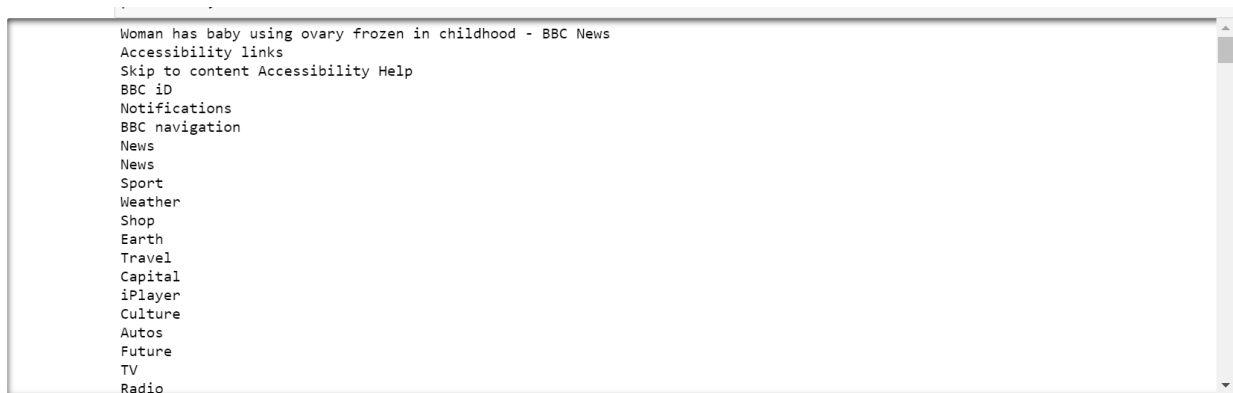 Woman has baby using ovary frozen in childhood - BBC News
Accessibility links
Skip to content Accessibility Help
BBC iD
Notifications
BBC navigation
News
News
Sport
Weather
Shop
Earth
Travel
Capital
iPlayer
Culture
Autos
Future
TV
Radio